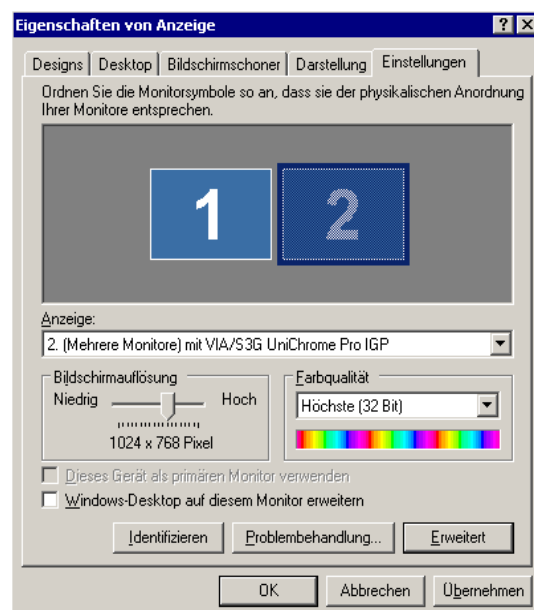 Eigenschaften von Anzeige
Designs Desktop Bildschirmschoner Darstellung Einstellungen
Ordnen Sie die Monitorsymbole so an, dass sie der physikalischen Anordnung
Ihrer Monitore entsprechen.
1 2
Anzeige:
2. (Mehrere Monitore) mit VIA/S3G UniChrome Pro IGP
Bildschirmauflösung Farbqualität
Niedrig Hoch Höchste (32 Bit)
1024 x 768 Pixel
Dieses Gerät als primären Monitor verwenden
Windows-Desktop auf diesem Monitor erweitern
Identifizieren Problembehandlung... Erweitert
OK Abbrechen Übernehmen